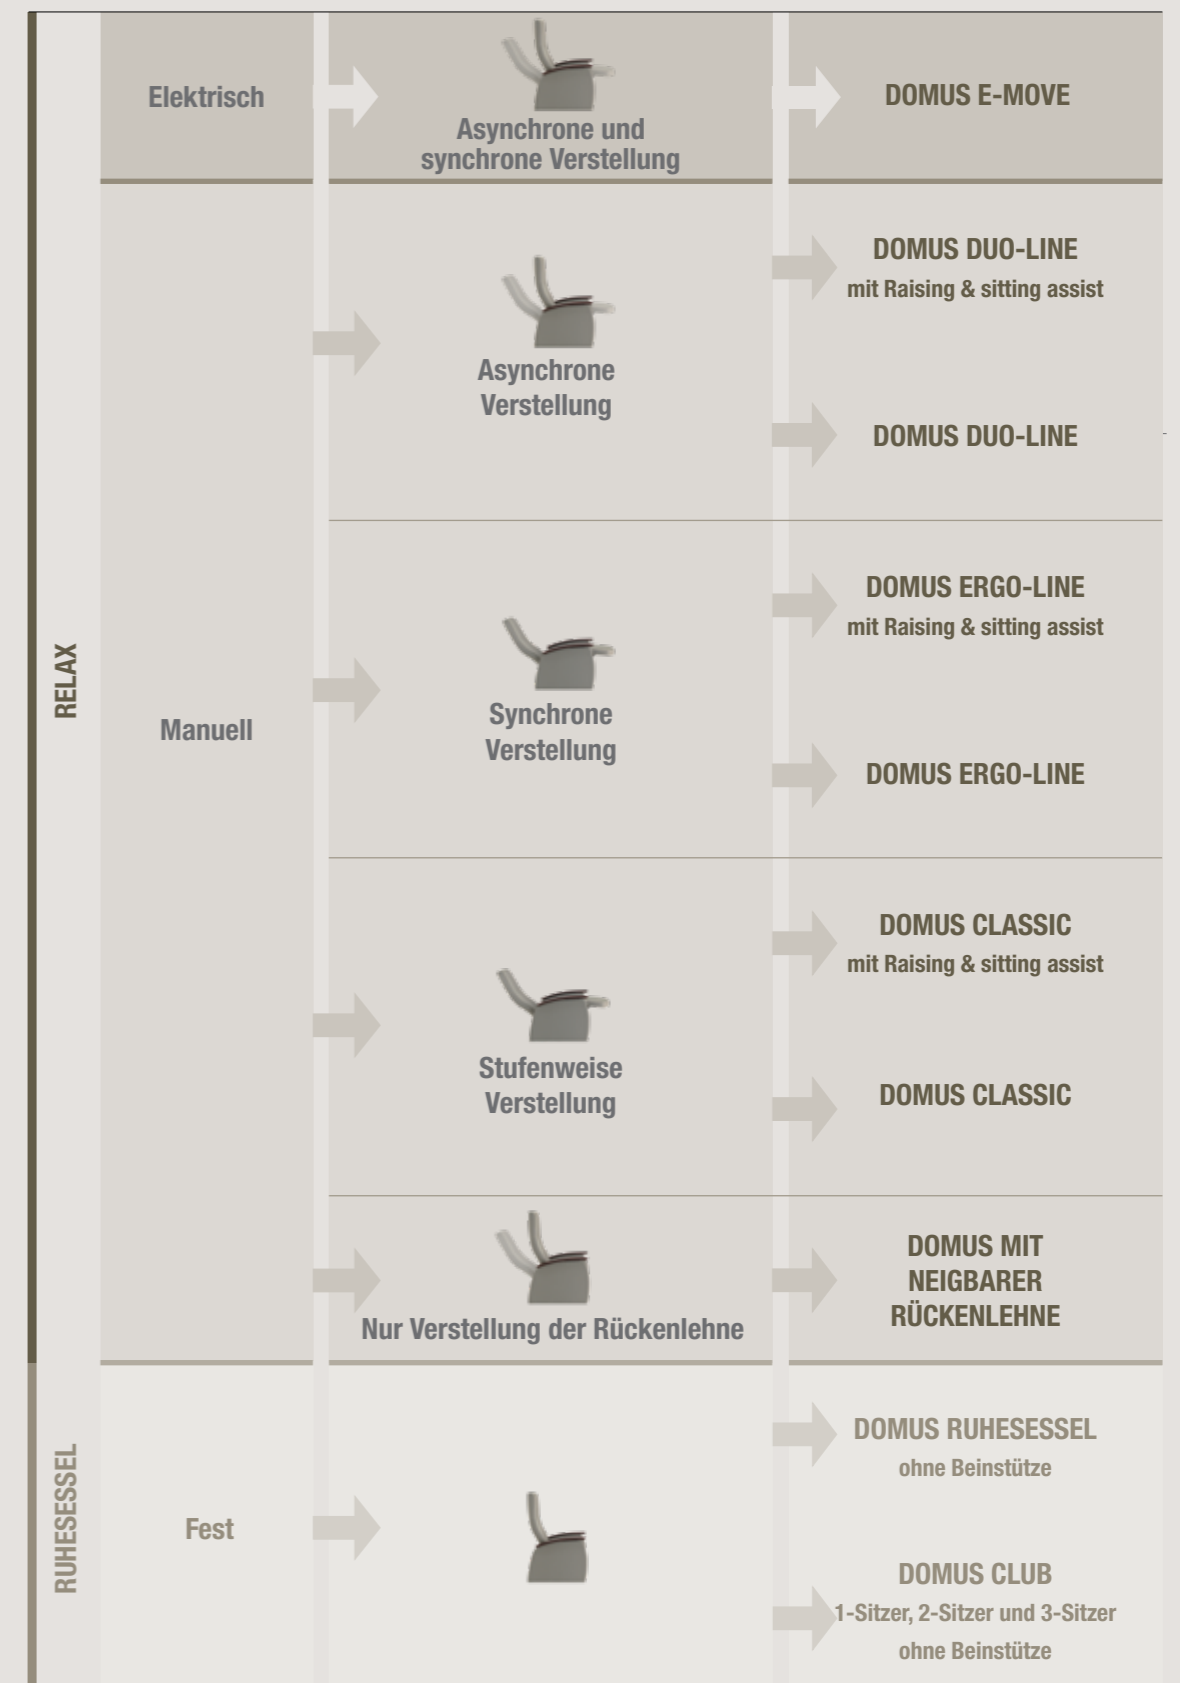 RELAX
Elektrisch
Asynchrone und
synchrone Verstellung
DOMUS E-MOVE
Manuell
Asynchrone
Verstellung
DOMUS DUO-LINE
mit Raising & sitting assist
DOMUS DUO-LINE
Synchrone
Verstellung
DOMUS ERGO-LINE
mit Raising & sitting assist
DOMUS ERGO-LINE
Stufenweise
Verstellung
DOMUS CLASSIC
mit Raising & sitting assist
DOMUS CLASSIC
Nur Verstellung der Rückenlehne
DOMUS MIT
NEIGBARER
RÜCKENLEHNE
RUHESESSEL
Fest
DOMUS RUHESESSEL
ohne Beinstütze
DOMUS CLUB
1-Sitzer, 2-Sitzer und 3-Sitzer
ohne Beinstütze